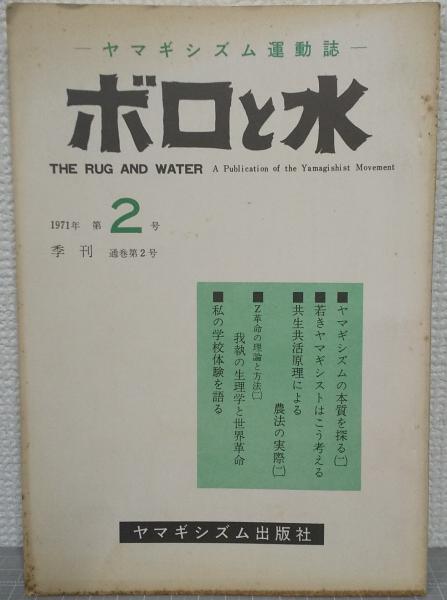 ヤマギシズム運動誌
ボロと水
THE RUG AND WATER A Publication of the Yamagishist Movement
1971年 第2号
季刊 通巻第2号
■ヤマギシズムの本質を探る(二)
■若きヤマギシストはこう考える
■共生共活原理による
農法の実際(二)
■Z革命の理論と方法(二)
我執の生理学と世界革命
■私の学校体験を語る
ヤマギシズム出版社